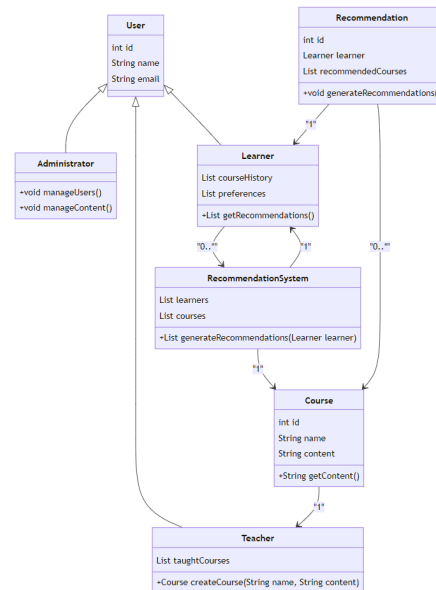 User
int id
String name
String email
Recommendation
int id
Learner learner
List recommendedCourses
+void generateRecommendations(
Administrator
+void manageUsers()
+void manageContent()
"1"
Learner
List courseHistory
List preferences
+List getRecommendations()
"0..*"
"1"
"0..*"
RecommendationSystem
List learners
List courses
+List generateRecommendations(Learner learner)
"1"
Course
int id
String name
String content
+String getContent()
"1"
Teacher
List taughtCourses
+Course createCourse(String name, String content)